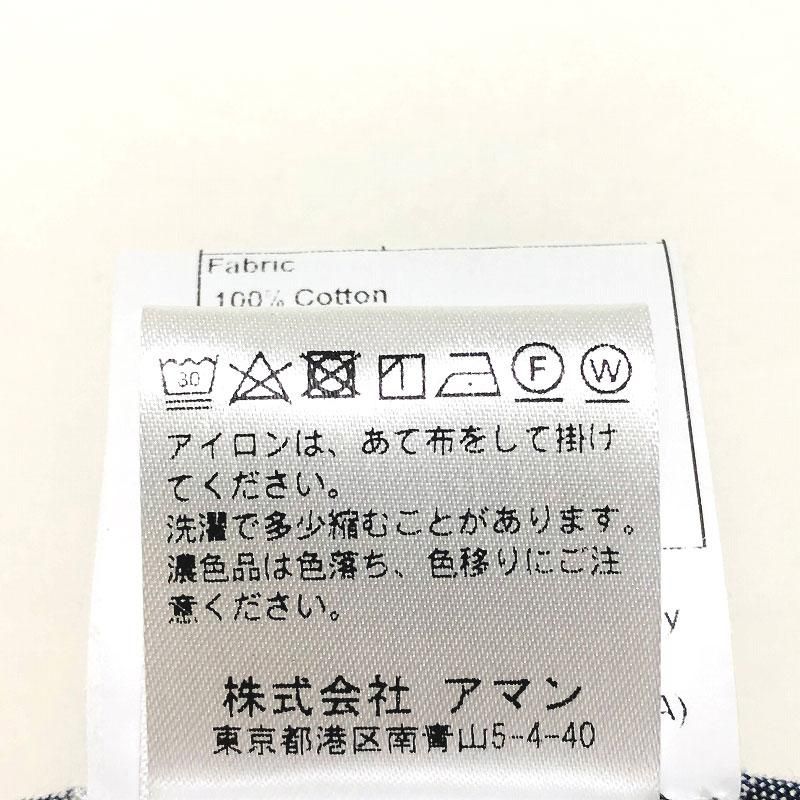 Fabric
100% Cotton
30
F W
アイロンは、あて布をして掛け
てください。
洗濯で多少縮むことがあります。
濃色品は色落ち、色移りにご注
意ください。
y
株式会社 アマン
A)
東京都港区南青山5-4-40